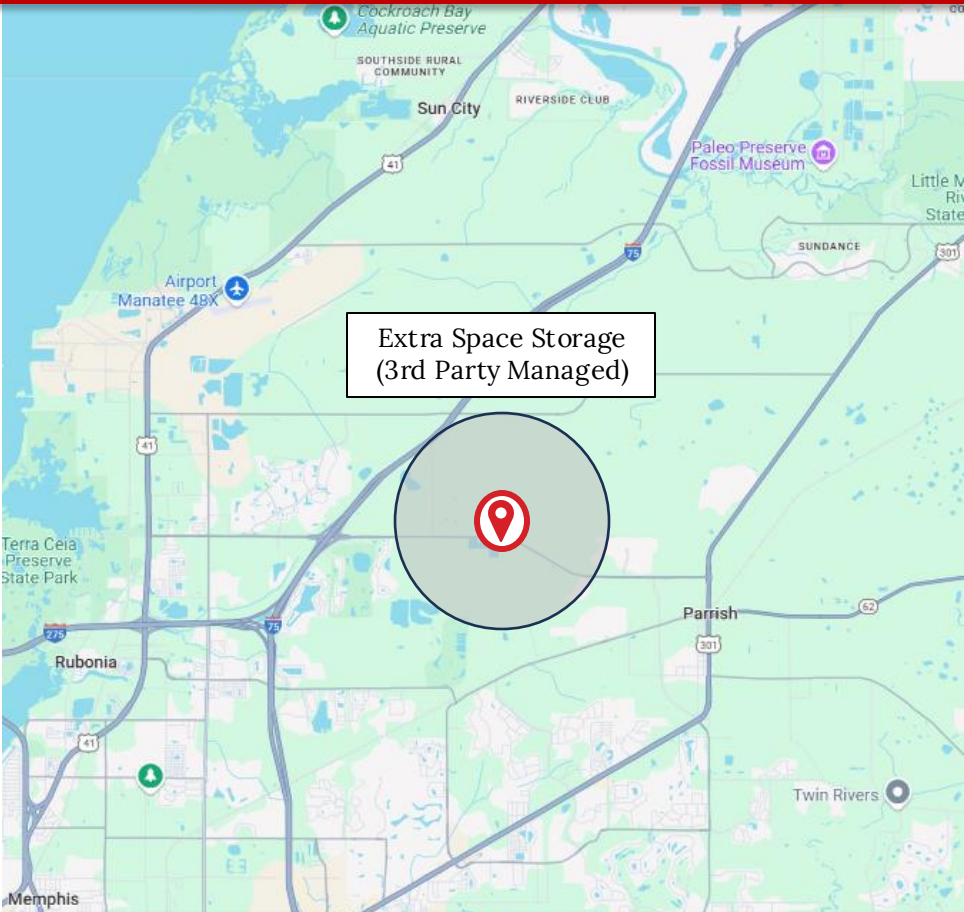 Cockroach Bay
Aquatic Preserve
SOUTHSIDE RURAL
COMMUNITY
Sun City
RIVERSIDE CLUB
41
Paleo Preserve
Fossil Museum
Little M
Riv
State
SUNDANCE
301
75
Airport
Manatee 48X
Extra Space Storage
(3rd Party Managed)
41
Terra Ceia
Preserve
State Park
Parrish
62
275
75
301
Rubonia
41
Twin Rivers
Memphis